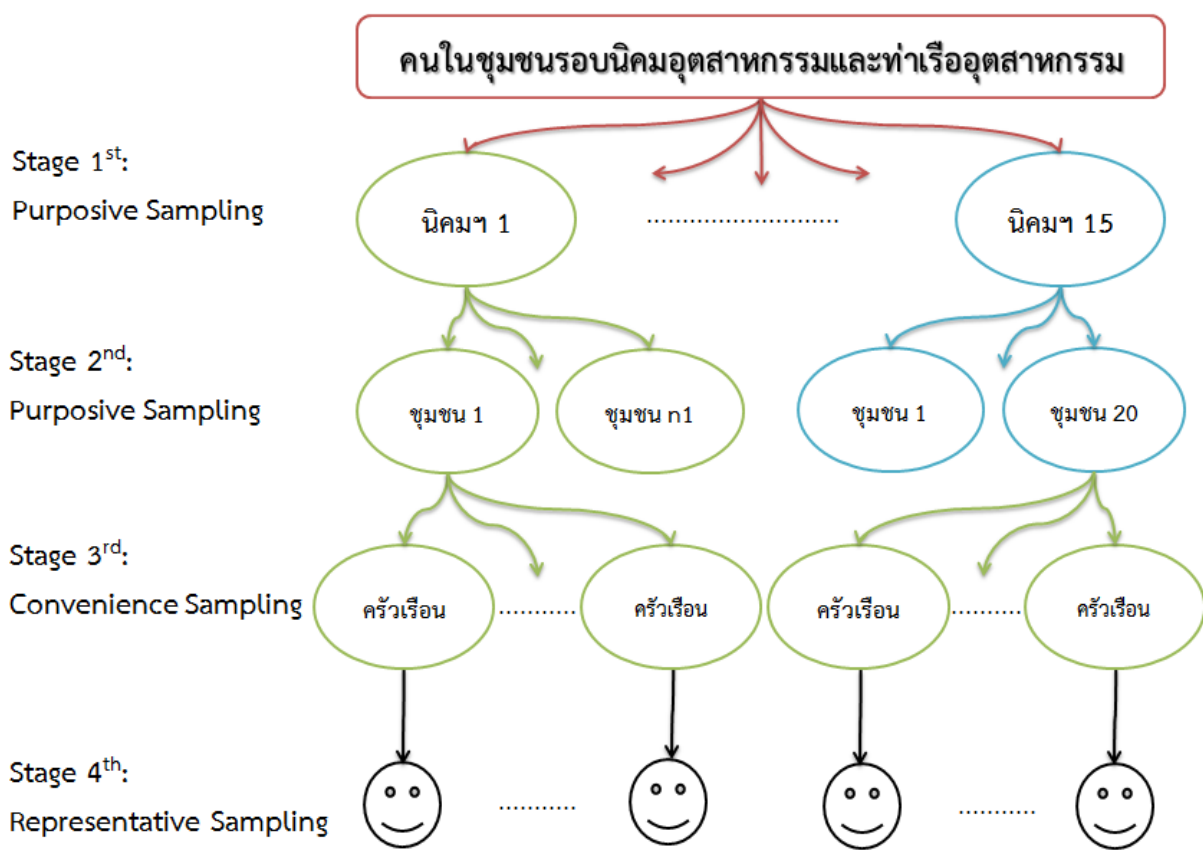 คนในชุมชนรอบนิคมอุตสาหกรรมและท่าเรืออุตสาหกรรม
Stage 1st:
Purposive Sampling
นิคมฯ 1
...........................
นิคมฯ 15
Stage 2nd:
Purposive Sampling
ชุมชน 1
ชุมชน n1
ชุมชน 1
ชุมชน 20
Stage 3rd:
Convenience Sampling
ครัวเรือน
...........
ครัวเรือน
ครัวเรือน
..........
ครัวเรือน
Stage 4th:
Representative Sampling
...........
...........